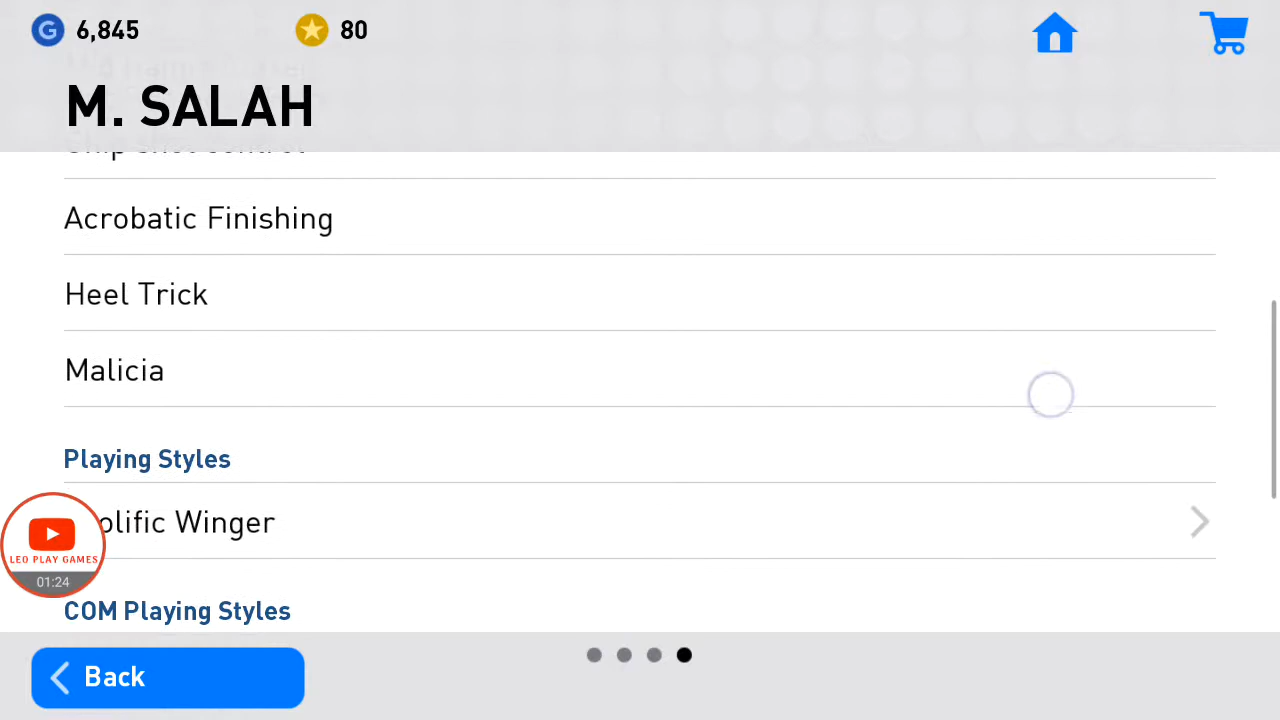 6,845
80
M. SALAH
Acrobatic Finishing
Heel Trick
Malicia
Playing Styles
Winger
LEO PLAY GAMES
01:24
COM Playing Styles
Back